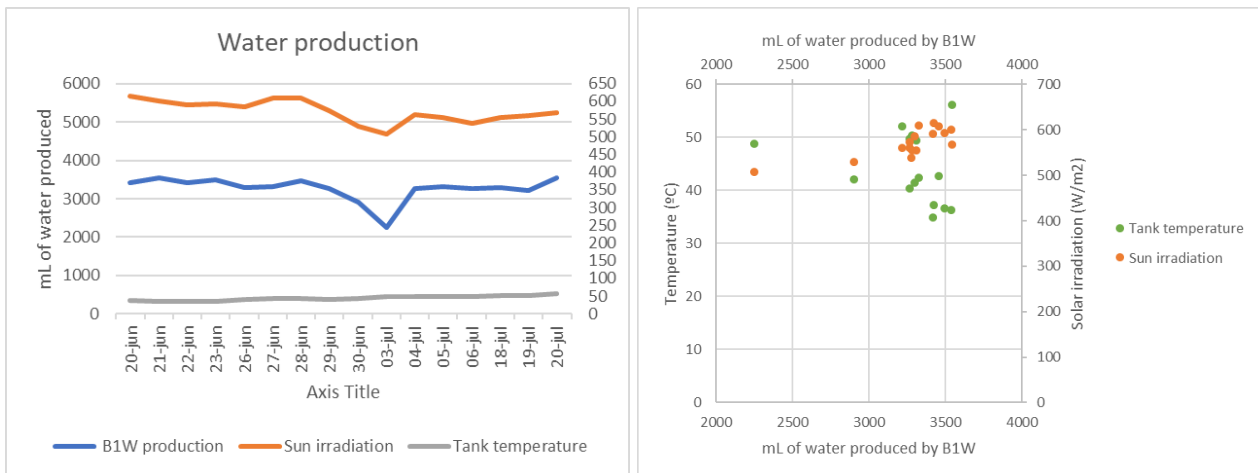 Water production
mL of water produced
6000
5000
4000
3000
2000
1000
0
650
600
550
500
450
400
350
300
250
200
150
100
50
0
20-jun
21-jun
22-jun
23-jun
26-jun
27-jun
28-jun
29-jun
30-jun
03-jul
04-jul
05-jul
06-jul
18-jul
19-jul
20-jul
Axis Title
B1W production Sun irradiation Tank temperature
mL of water produced by B1W
2000 2500 3000 3500 4000
Temperature (ºC)
60
50
40
30
20
10
0
700
600
500
400
300
200
100
0
Solar irradiation (W/m2)
2000 2500 3000 3500 4000
mL of water produced by B1W
Tank temperature
Sun irradiation